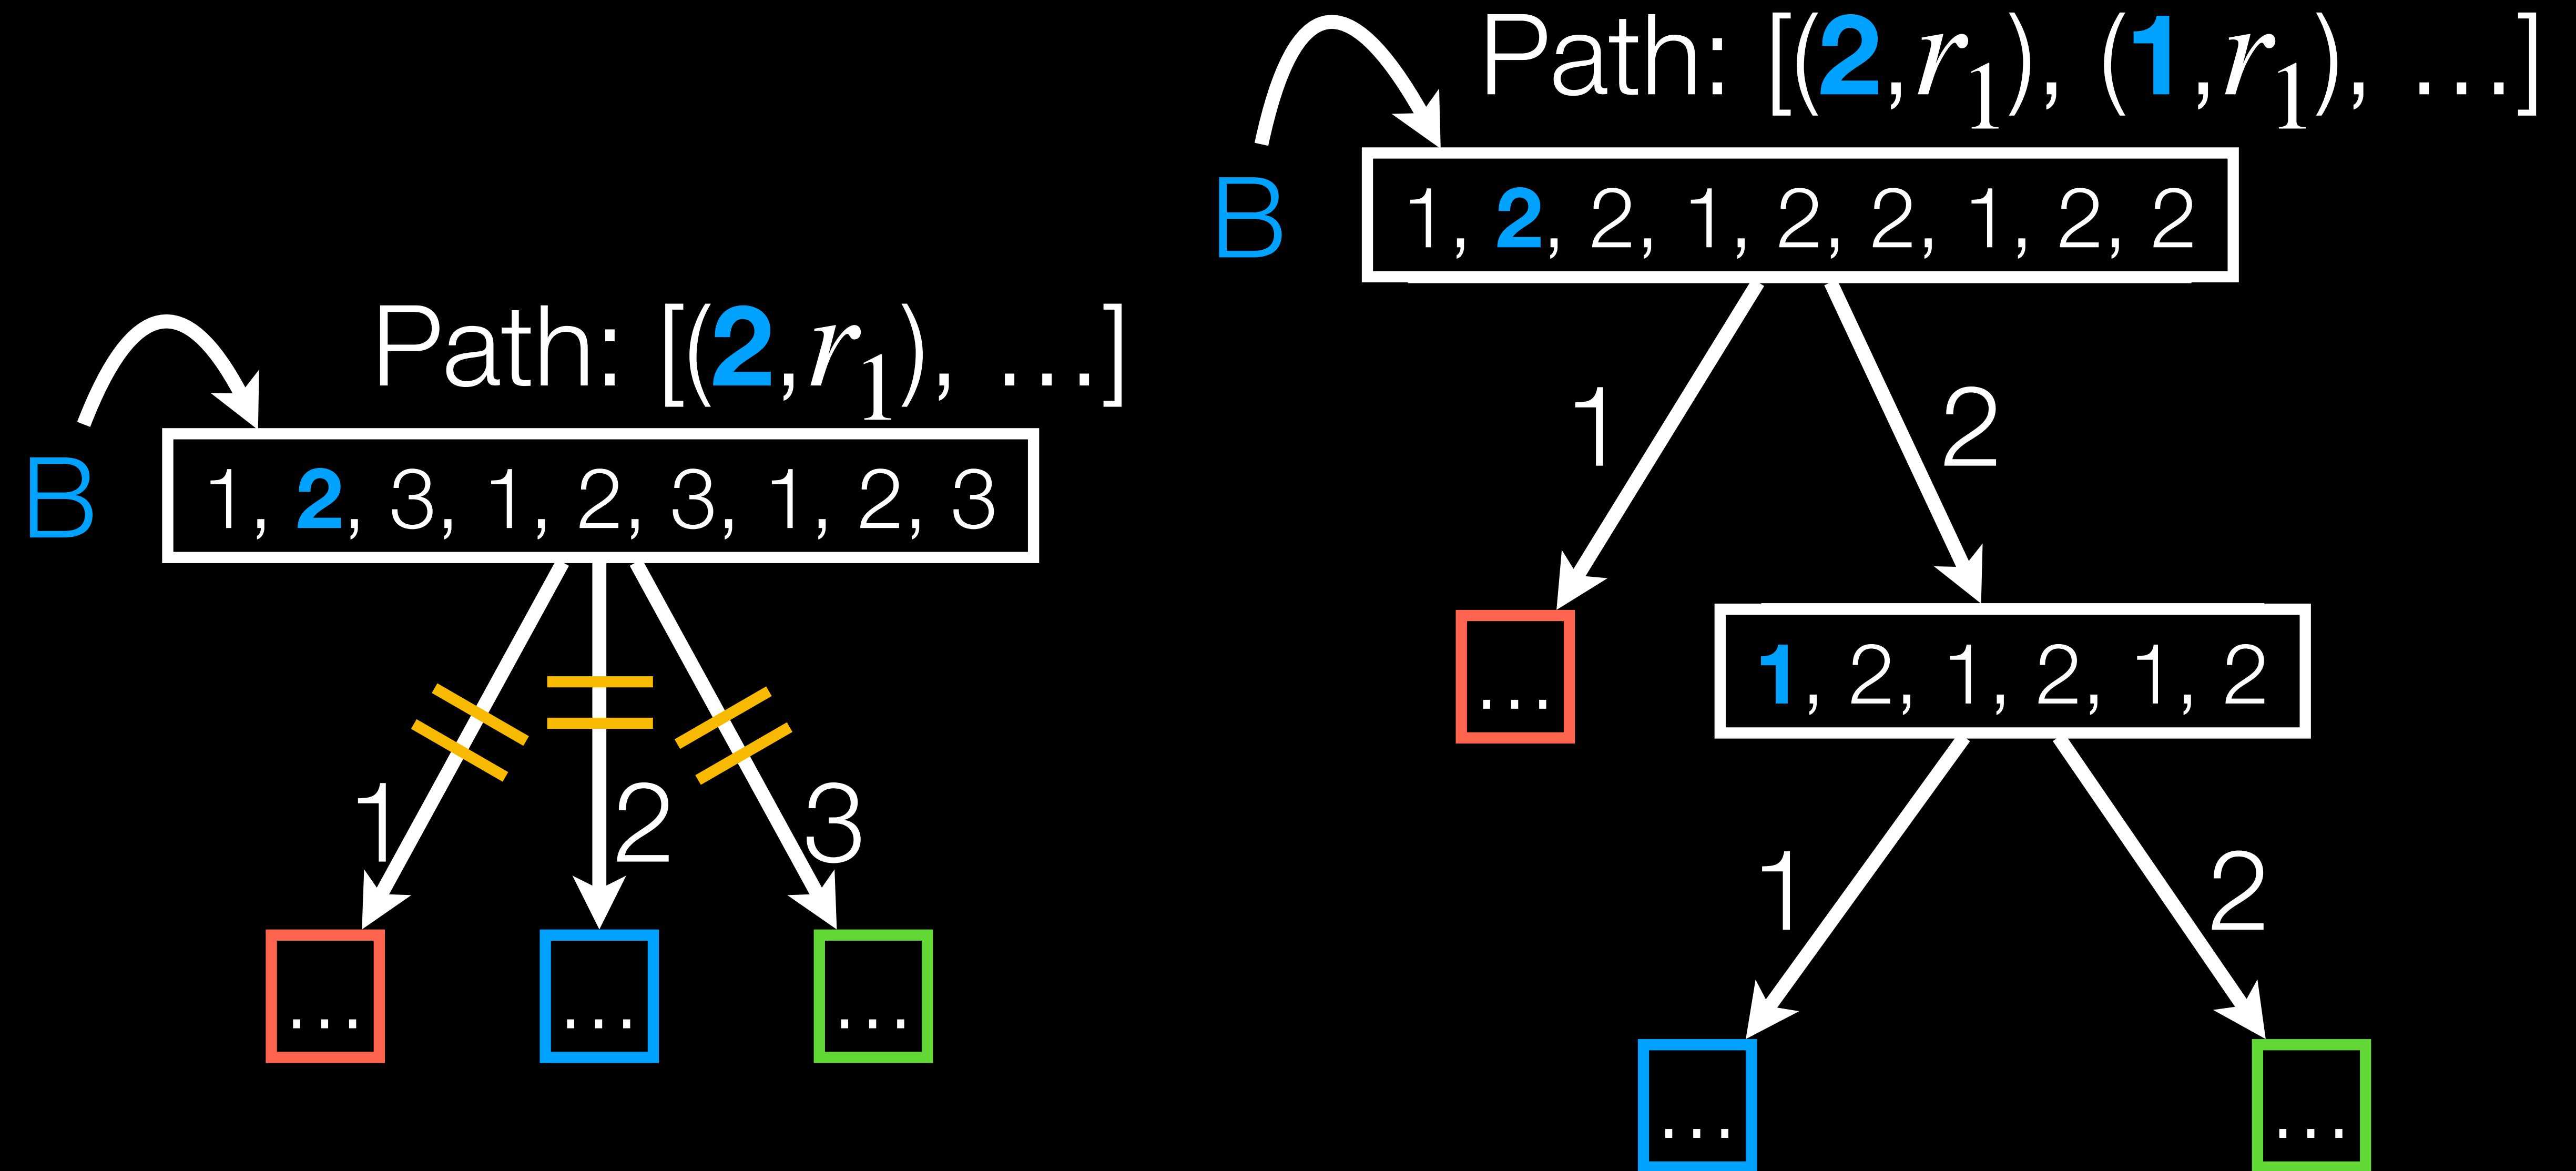 Path: [(2,r₁), …]
B
1, 2, 3, 1, 2, 3, 1, 2, 3
1
2
3
…
…
…
Path: [(2,r₁), (1,r₁), …]
B
1, 2, 2, 1, 2, 2, 1, 2, 2
1
2
…
1, 2, 1, 2, 1, 2
1
2
…
…